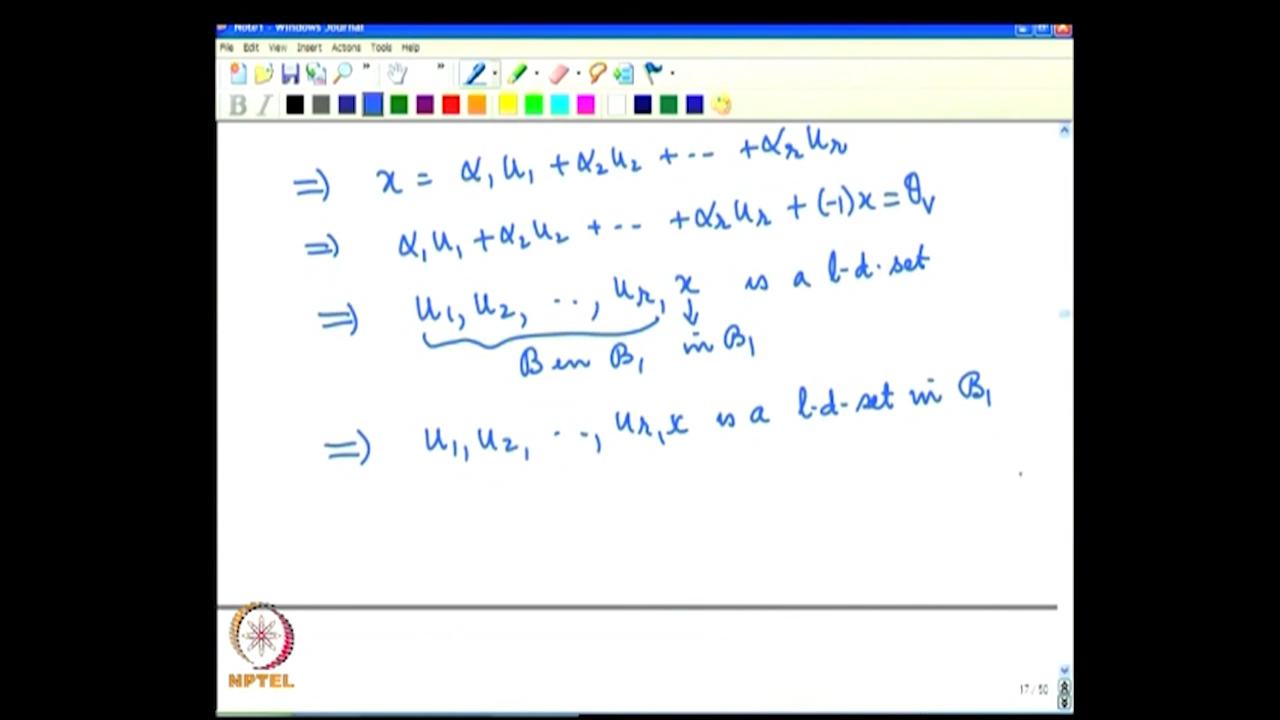 Note1 - Windows Journal
File Edit View Insert Actions Tools Help
B I
⇒ x = α₁u₁ + α₂u₂ + ··· + αᵣuᵣ
⇒ α₁u₁ + α₂u₂ + ··· + αᵣuᵣ + (-1)x = θᵥ
⇒ u₁, u₂, ···, uᵣ, x is a l·d· set
B in B₁ in B₁
⇒ u₁, u₂, ···, uᵣ, x is a l·d· set in B₁
NPTEL
17/50